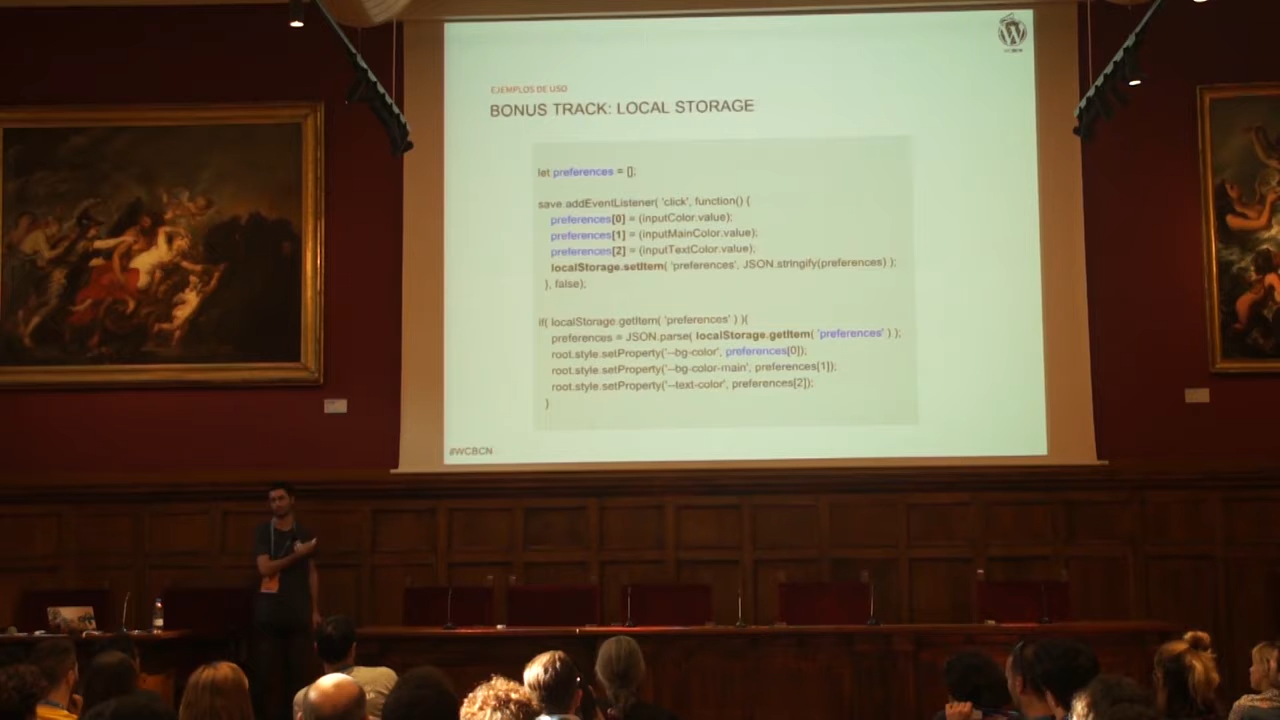 EJEMPLOS DE USO
BONUS TRACK: LOCAL STORAGE
let preferences = [];
save.addEventListener( 'click', function() {
preferences[0] = (inputColor.value);
preferences[1] = (inputMainColor.value);
preferences[2] = (inputTextColor.value);
localStorage.setItem( 'preferences', JSON.stringify(preferences) );
}, false);
if( localStorage.getItem( 'preferences' ) ){
preferences = JSON.parse( localStorage.getItem( 'preferences' ) );
root.style.setProperty('--bg-color', preferences[0]);
root.style.setProperty('--bg-color-main', preferences[1]);
root.style.setProperty('--text-color', preferences[2]);
}
#WCBCN
W
WCBCN